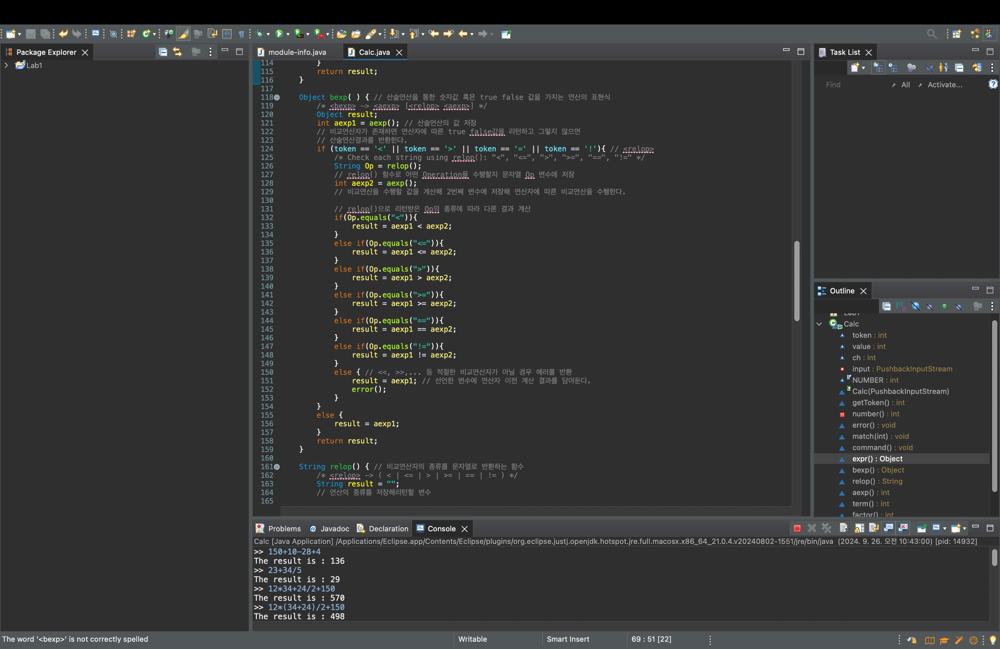 Package Explorer
Lab1
module-info.java
Calc.java
114 }
115 return result;
116 }
117
118 Object bexp( ) { // 산술연산을 통한 숫자값 혹은 true false 값을 가지는 연산의 표현식
119 /* <bexp> -> <aexp> [<relop> <aexp>] */
120 Object result;
121 int aexp1 = aexp(); // 산술연산의 값 저장
122 // 비교연산자가 존재하면 연산자에 따른 true false값을 리턴하고 그렇지 않으면
123 // 산술연산결과를 반환한다.
124 if (token == '<' || token == '>' || token == '=' || token == '!'){ // <relop>
125 /* Check each string using relop(): "<", "<=", ">", ">=", "==", "!=" */
126 String Op = relop();
127 // relop() 함수로 어떤 Operation을 수행할지 문자열 Op 변수에 저장
128 int aexp2 = aexp();
129 // 비교연산을 수행할 값을 계산해 2번째 변수에 저장해 연산자에 따른 비교연산을 수행한다.
130
131 // relop()으로 리턴받은 Op의 종류에 따라 다른 결과 계산
132 if(Op.equals("<")){
133 result = aexp1 < aexp2;
134 }
135 else if(Op.equals("<=")){
136 result = aexp1 <= aexp2;
137 }
138 else if(Op.equals(">")){
139 result = aexp1 > aexp2;
140 }
141 else if(Op.equals(">=")){
142 result = aexp1 >= aexp2;
143 }
144 else if(Op.equals("==")){
145 result = aexp1 == aexp2;
146 }
147 else if(Op.equals("!=")){
148 result = aexp1 != aexp2;
149 }
150 else { // <<, >>,... 등 적절한 비교연산자가 아닐 경우 에러를 반환
151 result = aexp1; // 선언한 변수에 연산자 이전 계산 결과를 담아둔다.
152 error();
153 }
154 }
155 else {
156 result = aexp1;
157 }
158 return result;
159 }
160
161 String relop() { // 비교연산자의 종류를 문자열로 반환하는 함수
162 /* <relop> -> ( < | <= | > | >= | == | != ) */
163 String result = "";
164 // 연산의 종류를 저장해리턴할 변수
165
Task List
Find
All
Activate...
Outline
Lab1
Calc
token : int
value : int
ch : int
input : PushbackInputStream
NUMBER : int
Calc(PushbackInputStream)
getToken() : int
number() : int
error() : void
match(int) : void
command() : void
expr() : Object
bexp() : Object
relop() : String
aexp() : int
term() : int
factor() : int
Problems
Javadoc
Declaration
Console
Calc [Java Application] /Applications/Eclipse.app/Contents/Eclipse/plugins/org.eclipse.justj.openjdk.hotspot.jre.full.macosx.x86_64_21.0.4.v20240802-1551/jre/bin/java (2024. 9. 26. 오전 10:43:00) [pid: 14932]
>> 150+10-28+4
The result is : 136
>> 23+34/5
The result is : 29
>> 12*34+24/2+150
The result is : 570
>> 12*(34+24)/2+150
The result is : 498
The word '<bexp>' is not correctly spelled
Writable
Smart Insert
69 : 51 [22]